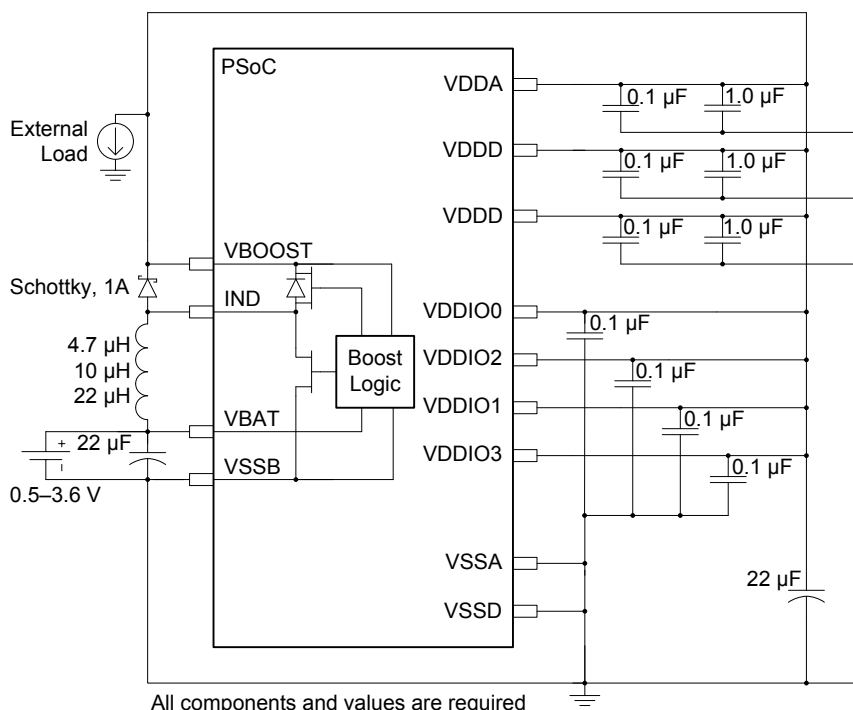 PSoC
VDDA
0.1 µF
1.0 µF
External
Load
VDDD
0.1 µF
1.0 µF
VDDD
0.1 µF
1.0 µF
VBOOST
Schottky, 1A
IND
VDDIO0
0.1 µF
4.7 µH
10 µH
22 µH
Boost
Logic
VDDIO2
0.1 µF
VDDIO1
0.1 µF
VBAT
22 µF
+
VDDIO3
0.1 µF
VSSB
0.5–3.6 V
VSSA
22 µF
VSSD
All components and values are required